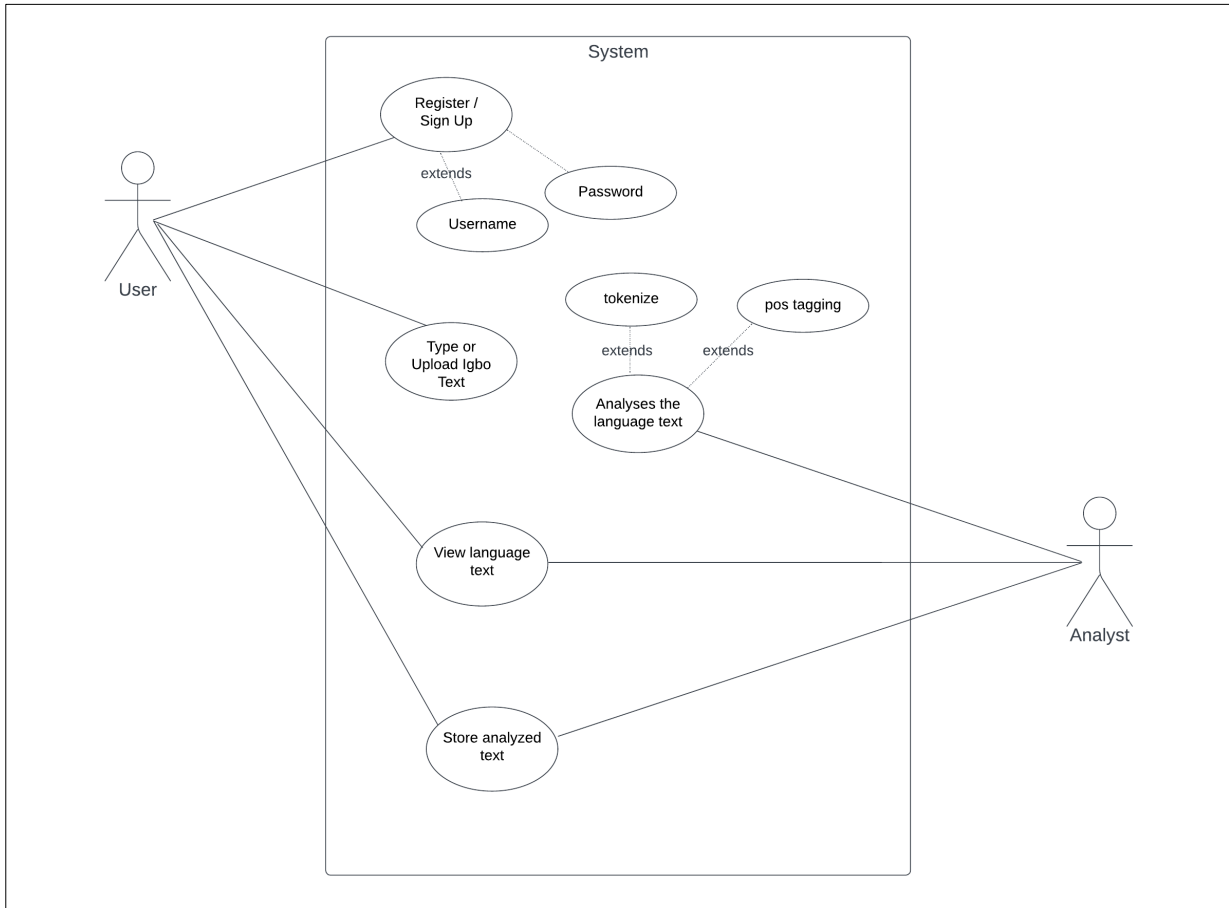 System
Register /
Sign Up
extends
Password
Username
User
tokenize
pos tagging
extends
extends
Type or
Upload Igbo
Text
Analyses the
language text
View language
text
Analyst
Store analyzed
text